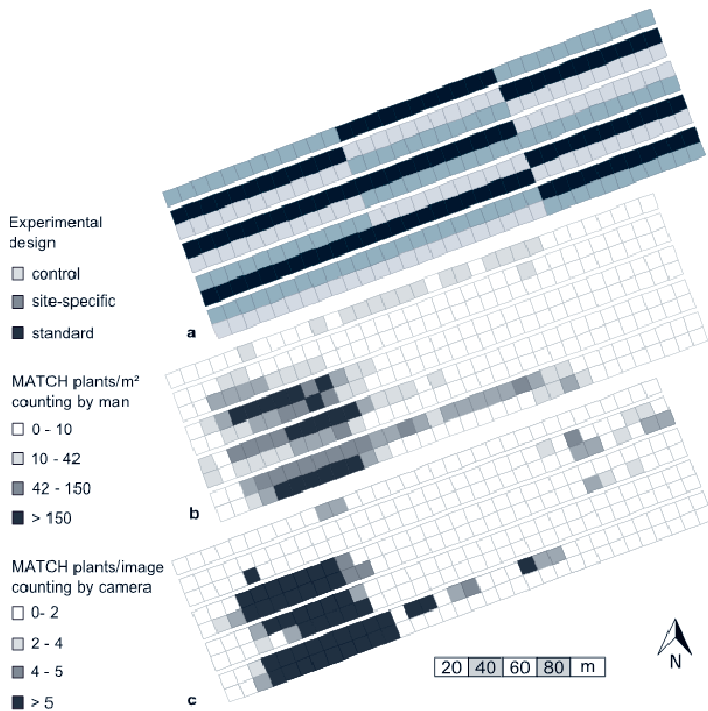 Experimental
design
control
site-specific
standard
a
MATCH plants/m²
counting by man
0 - 10
10 - 42
42 - 150
> 150
b
MATCH plants/image
counting by camera
0- 2
2 - 4
4 - 5
> 5
c
20 40 60 80 m
N